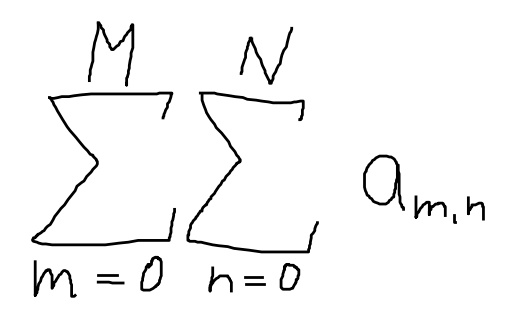 M N
∑ ∑ a_{m,n}
m = 0 n = 0